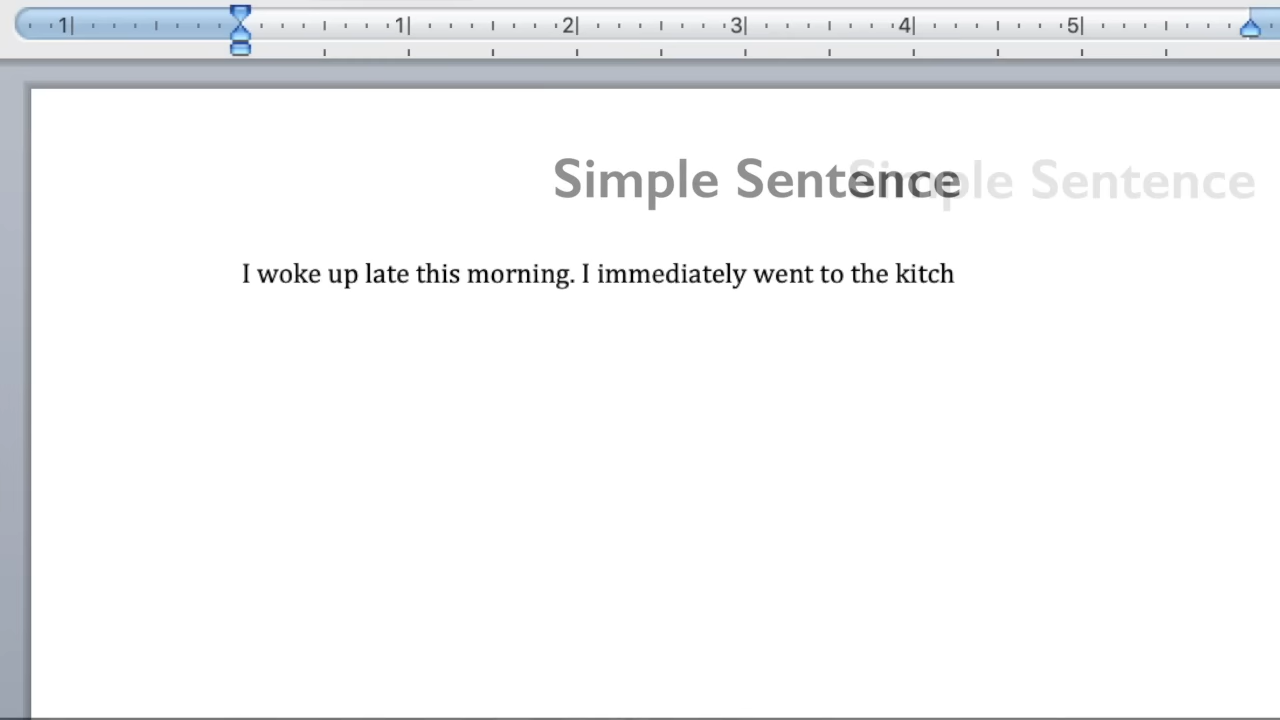 1 1 2 3 4 5
Simple Sentence Simple Sentence
I woke up late this morning. I immediately went to the kitch